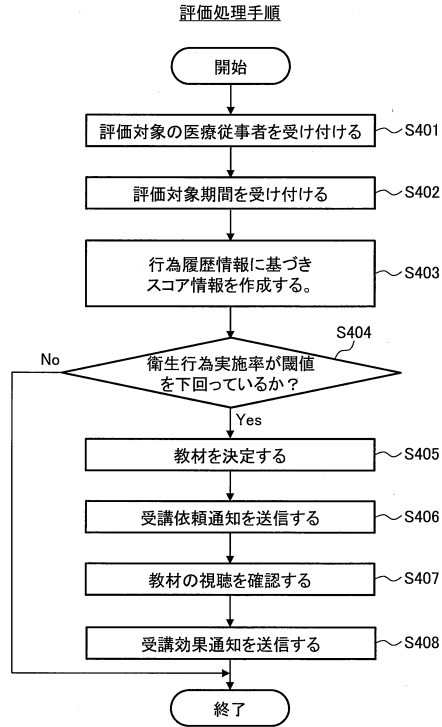 評価処理手順
開始
評価対象の医療従事者を受け付ける
S401
評価対象期間を受け付ける
S402
行為履歴情報に基づき
スコア情報を作成する。
S403
S404
衛生行為実施率が閾値
を下回っているか？
No
Yes
教材を決定する
S405
受講依頼通知を送信する
S406
教材の視聴を確認する
S407
受講効果通知を送信する
S408
終了